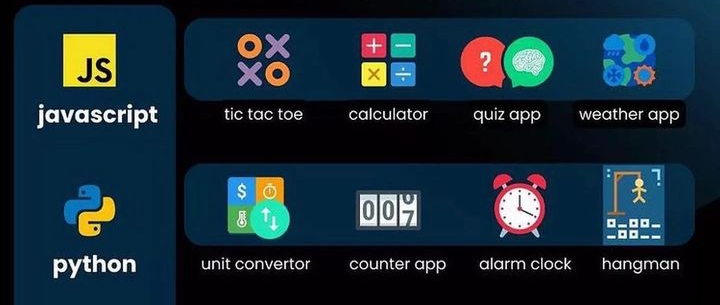 JS
javascript
tic tac toe
calculator
?
quiz app
weather app
python
$
unit convertor
007
counter app
alarm clock
hangman